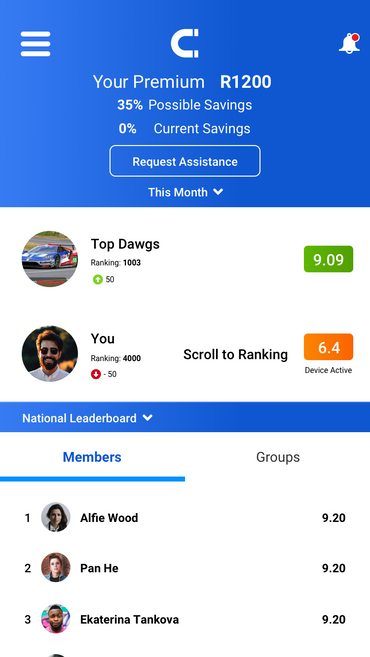 Your Premium R1200
35% Possible Savings
0% Current Savings
Request Assistance
This Month
Top Dawgs
Ranking: 1003
50
9.09
You
Ranking: 4000
- 50
Scroll to Ranking
6.4
Device Active
National Leaderboard
Members Groups
1 Alfie Wood 9.20
2 Pan He 9.20
3 Ekaterina Tankova 9.20